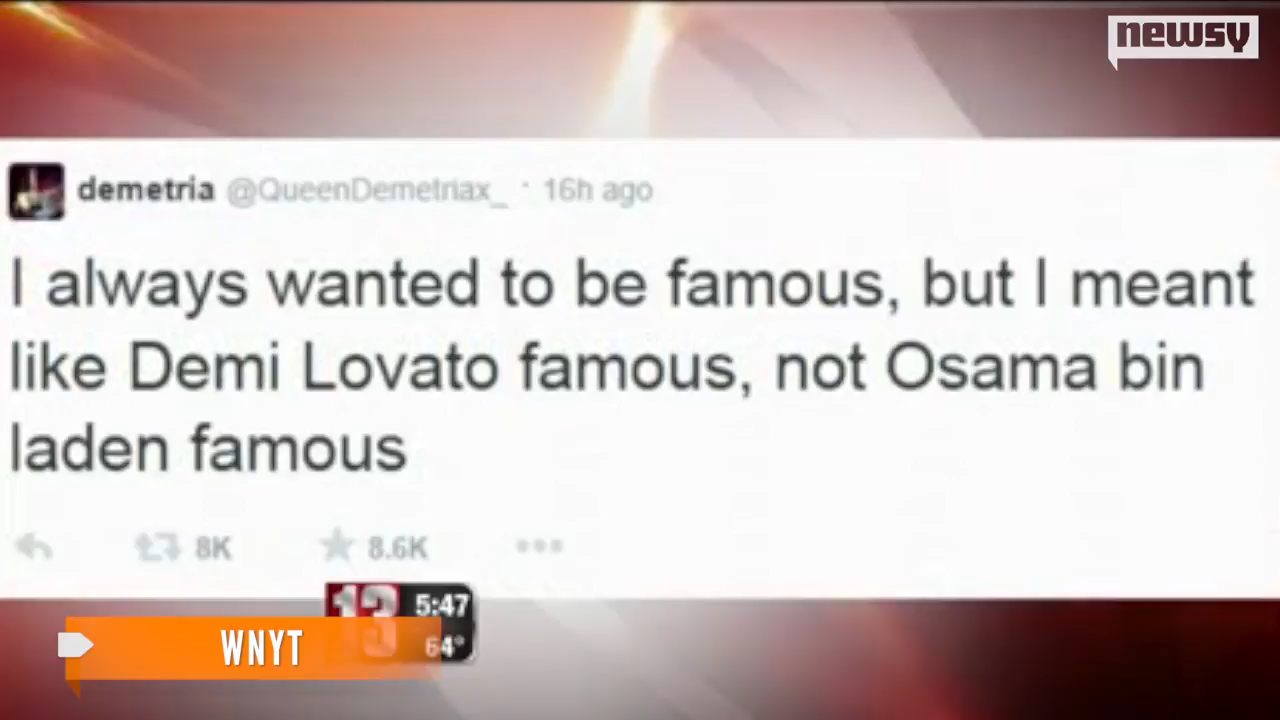 newsy
demetria @QueenDemetriax_ · 16h ago
I always wanted to be famous, but I meant
like Demi Lovato famous, not Osama bin
laden famous
8K 8.6K
13 5:47
64°
WNYT